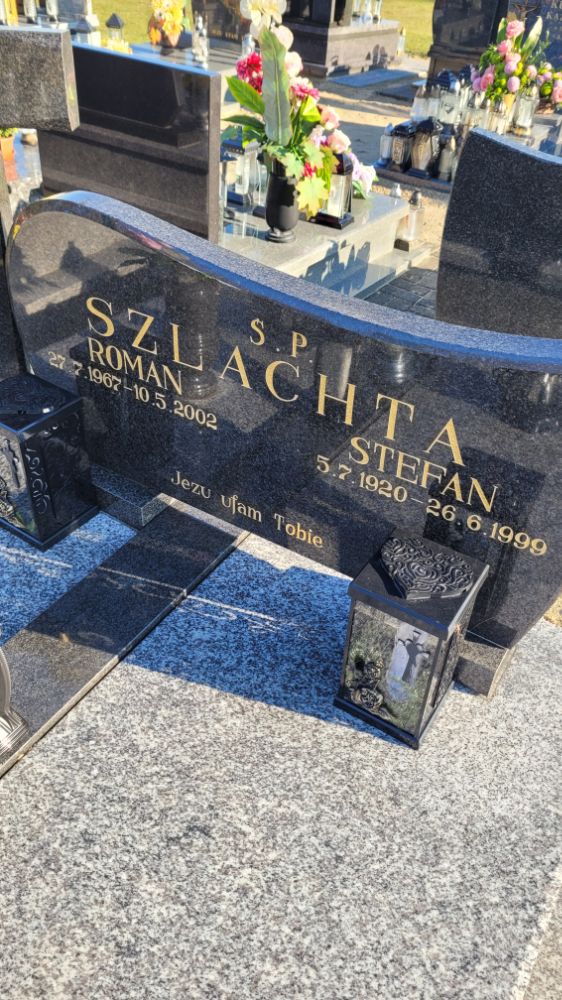 Ś.P
SZLACHTA
ROMAN
27.7.1967-10.5.2002
STEFAN
5.7.1920-26.6.1999
Jezu ufam Tobie